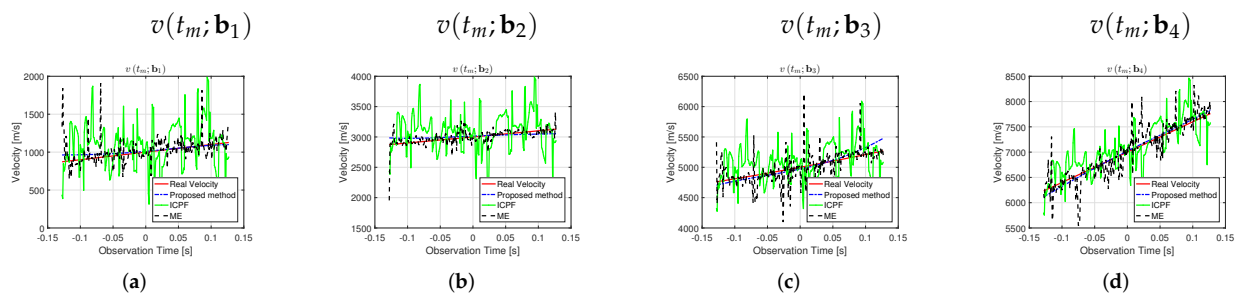 v(t_m; b_1) v(t_m; b_2) v(t_m; b_3) v(t_m; b_4)
v(t_m; b_1)
2000
1500
1000
500
0
Velocity [m/s]
Real Velocity
Proposed method
ICPF
ME
-0.15 -0.1 -0.05 0 0.05 0.1 0.15
Observation Time [s]
(a)
v(t_m; b_2)
4000
3500
3000
2500
2000
1500
Velocity [m/s]
Real Velocity
Proposed method
ICPF
ME
-0.15 -0.1 -0.05 0 0.05 0.1 0.15
Observation Time [s]
(b)
v(t_m; b_3)
6500
6000
5500
5000
4500
4000
Velocity [m/s]
Real Velocity
Proposed method
ICPF
ME
-0.15 -0.1 -0.05 0 0.05 0.1 0.15
Observation Time [s]
(c)
v(t_m; b_4)
8500
8000
7500
7000
6500
6000
5500
Velocity [m/s]
Real Velocity
Proposed method
ICPF
ME
-0.15 -0.1 -0.05 0 0.05 0.1 0.15
Observation Time [s]
(d)